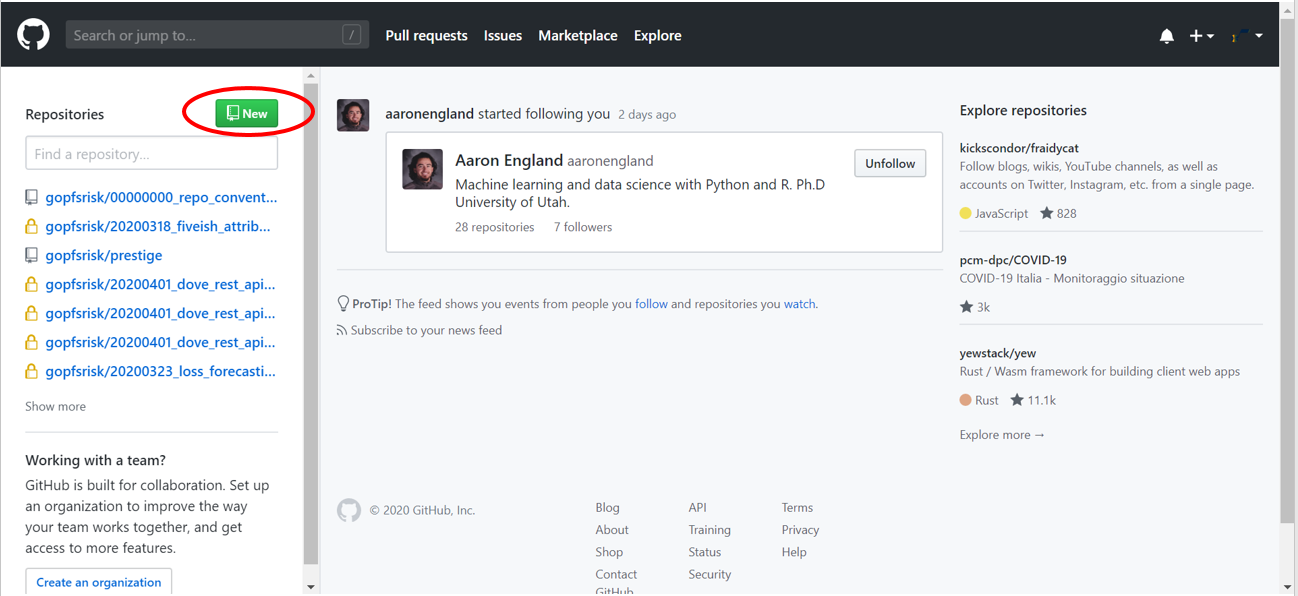 Search or jump to... /
Pull requests Issues Marketplace Explore
Repositories
New
Find a repository...
gopfsrisk/00000000_repo_convent...
gopfsrisk/20200318_fiveish_attrib...
gopfsrisk/prestige
gopfsrisk/20200401_dove_rest_api...
gopfsrisk/20200401_dove_rest_api...
gopfsrisk/20200401_dove_rest_api...
gopfsrisk/20200323_loss_forecasti...
Show more
Working with a team?
GitHub is built for collaboration. Set up
an organization to improve the way
your team works together, and get
access to more features.
Create an organization
aaronengland started following you 2 days ago
Aaron England aaronengland
Unfollow
Machine learning and data science with Python and R. Ph.D
University of Utah.
28 repositories 7 followers
ProTip! The feed shows you events from people you follow and repositories you watch.
Subscribe to your news feed
Explore repositories
kickscondor/fraidycat
Follow blogs, wikis, YouTube channels, as well as
accounts on Twitter, Instagram, etc. from a single page.
JavaScript 828
pcm-dpc/COVID-19
COVID-19 Italia - Monitoraggio situazione
3k
yewstack/yew
Rust / Wasm framework for building client web apps
Rust 11.1k
Explore more →
© 2020 GitHub, Inc.
Blog
About
Shop
Contact
GitHub
API
Training
Status
Security
Terms
Privacy
Help